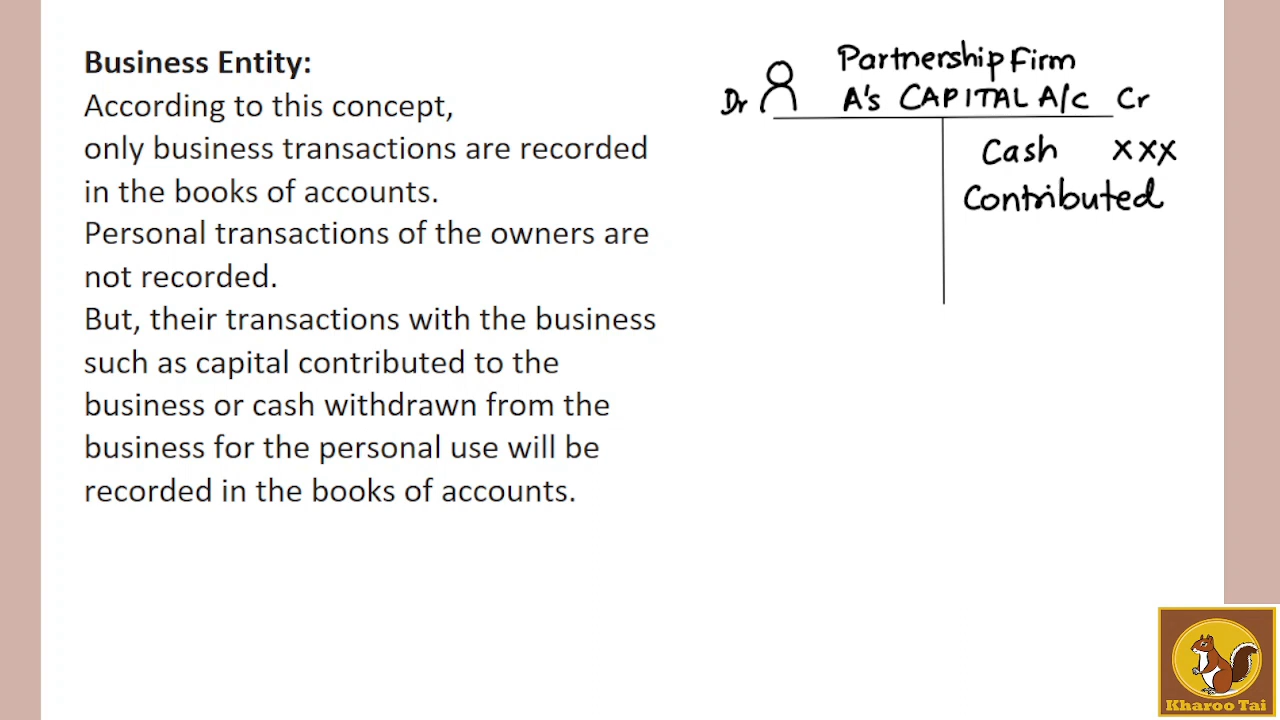 Business Entity:
According to this concept,
only business transactions are recorded
in the books of accounts.
Personal transactions of the owners are
not recorded.
But, their transactions with the business
such as capital contributed to the
business or cash withdrawn from the
business for the personal use will be
recorded in the books of accounts.
Partnership Firm
Dr A's CAPITAL A/c Cr
Cash xxx
Contributed
Kharoo Tai